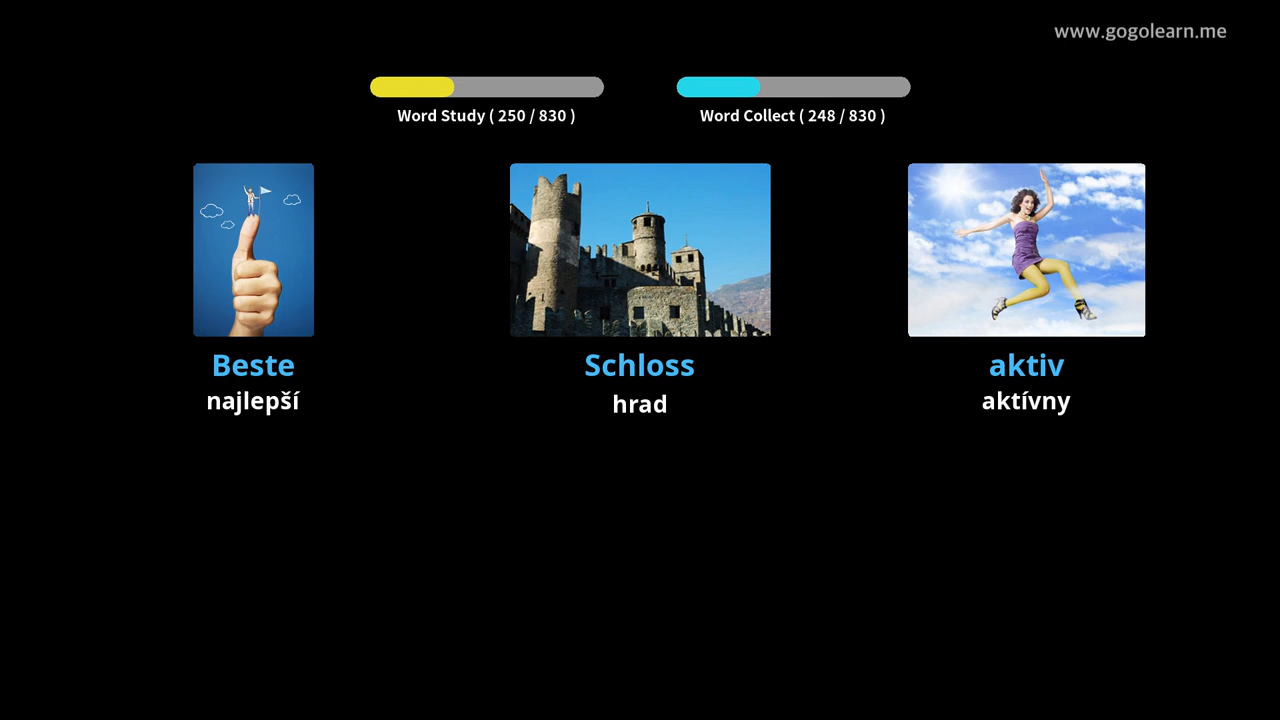 www.gogolearn.me
Word Study ( 250 / 830 )
Word Collect ( 248 / 830 )
Beste
najlepší
Schloss
hrad
aktiv
aktívny